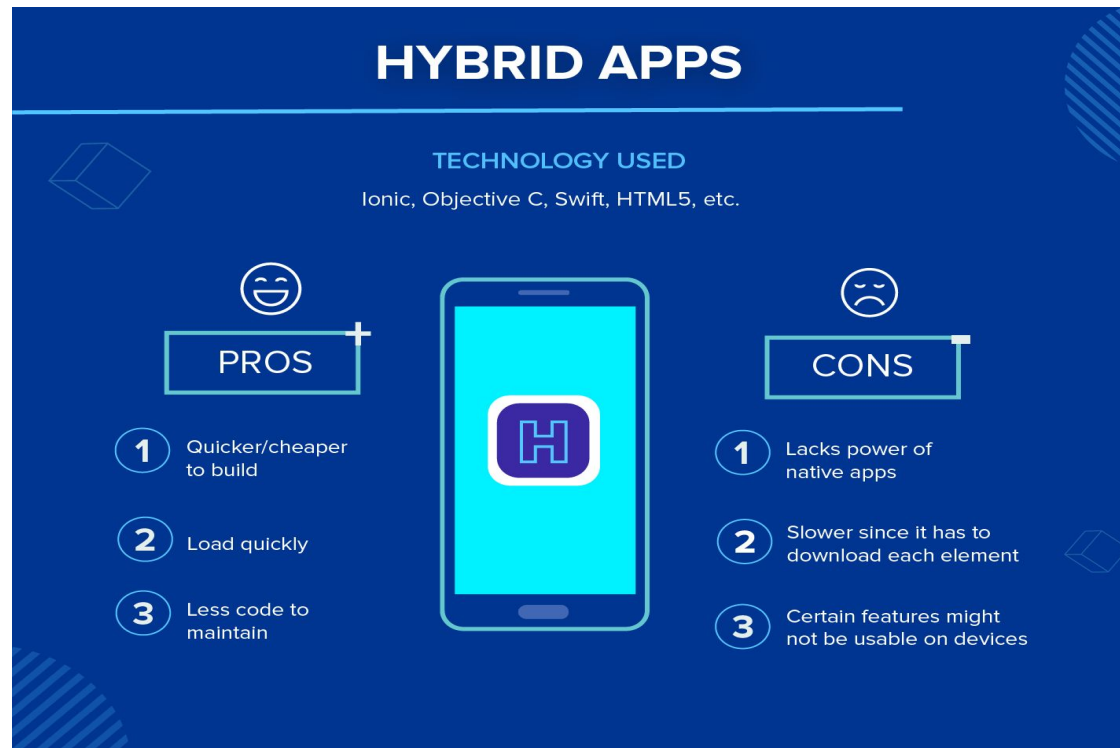 HYBRID APPS
TECHNOLOGY USED
Ionic, Objective C, Swift, HTML5, etc.
PROS
1
Quicker/cheaper
to build
2
Load quickly
3
Less code to
maintain
H
CONS
1
Lacks power of
native apps
2
Slower since it has to
download each element
3
Certain features might
not be usable on devices